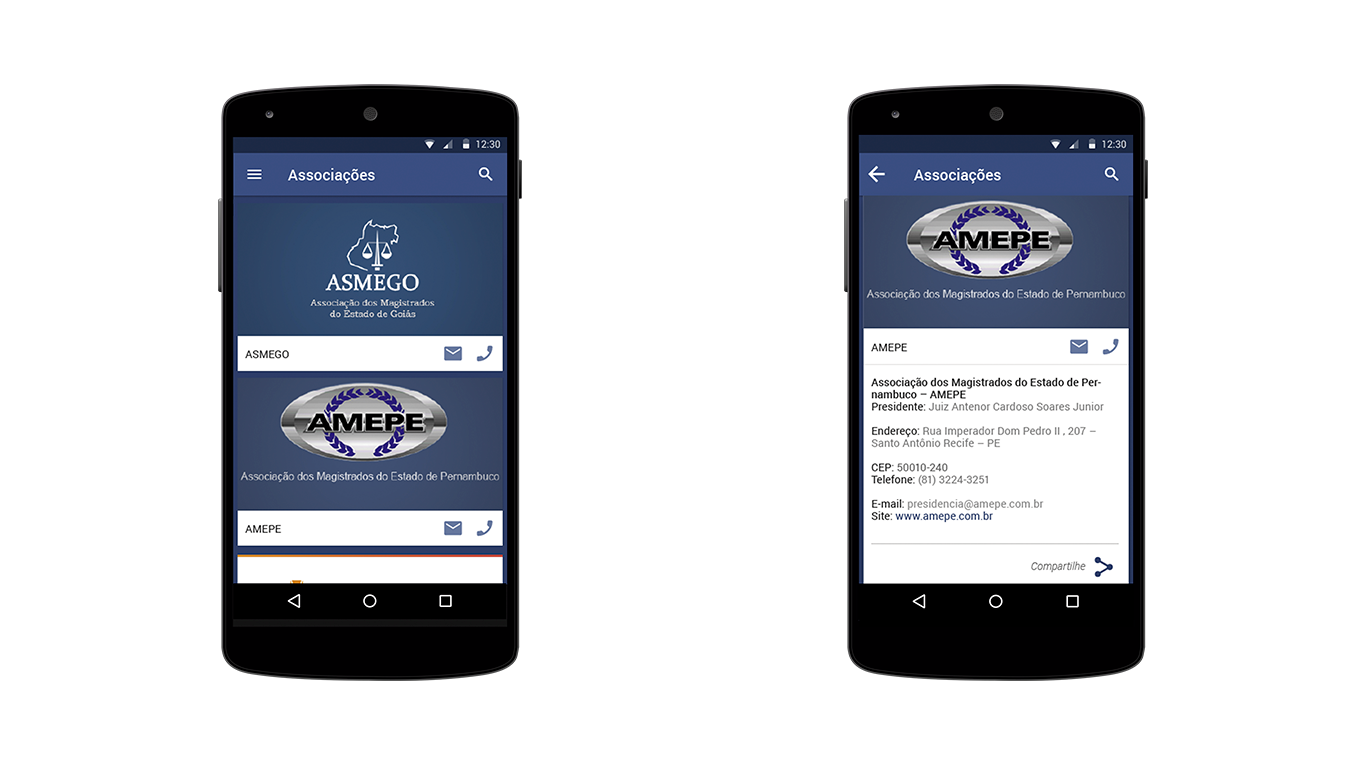 12:30
Associações
ASMEGO
Associação dos Magistrados
do Estado de Goiás
ASMEGO
AMEPE
Associação dos Magistrados do Estado de Pernambuco
AMEPE
12:30
Associações
AMEPE
Associação dos Magistrados do Estado de Pernambuco
AMEPE
Associação dos Magistrados do Estado de Per-
nambuco – AMEPE
Presidente: Juiz Antenor Cardoso Soares Junior
Endereço: Rua Imperador Dom Pedro II , 207 –
Santo Antônio Recife – PE
CEP: 50010-240
Telefone: (81) 3224-3251
E-mail: presidencia@amepe.com.br
Site: www.amepe.com.br
Compartilhe